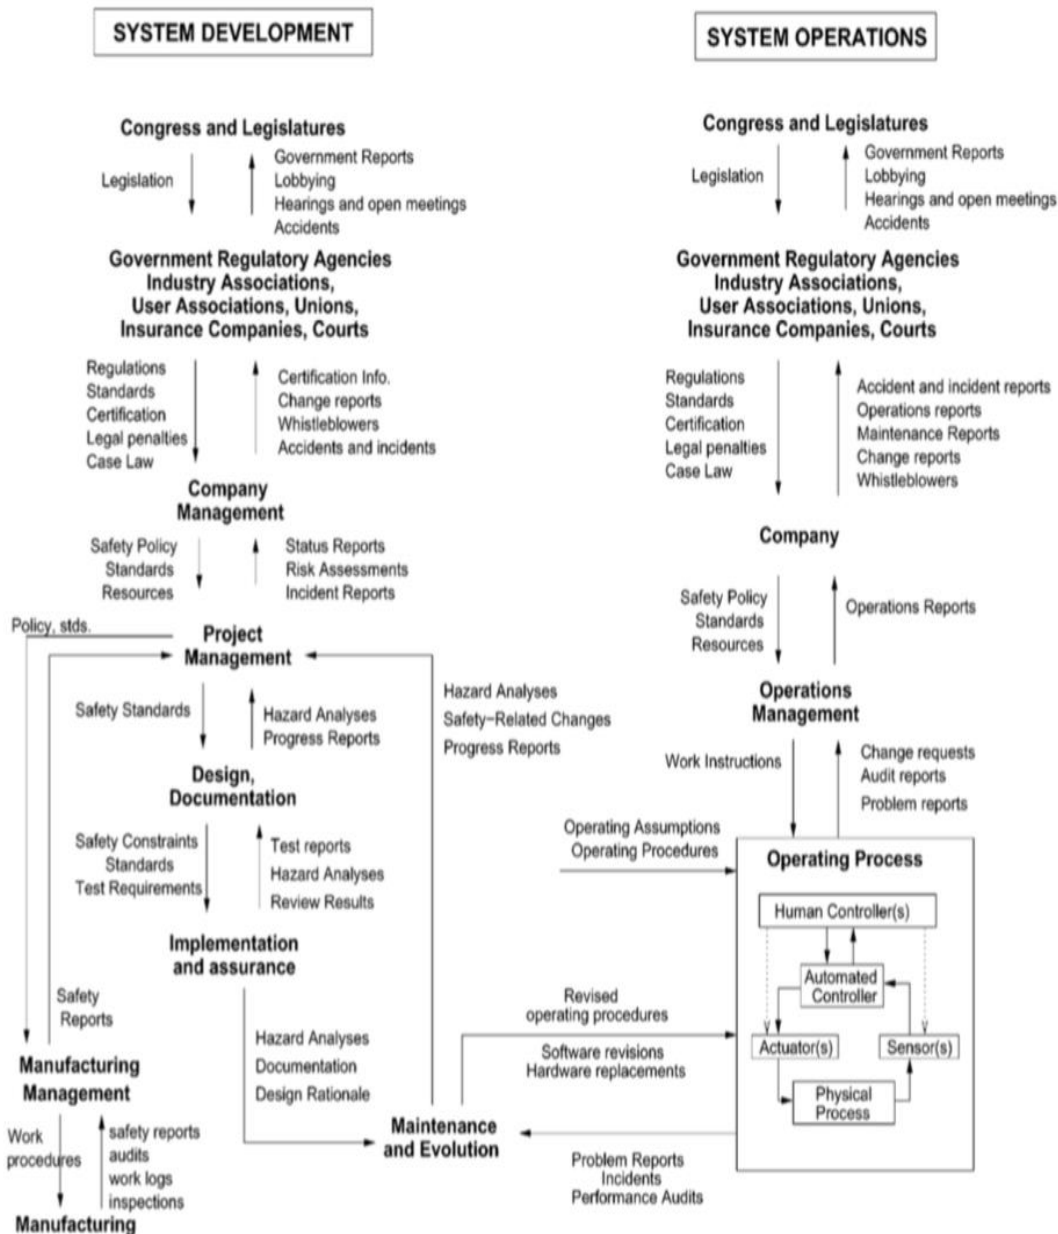 SYSTEM DEVELOPMENT
Congress and Legislatures
Legislation
Government Reports
Lobbying
Hearings and open meetings
Accidents
Government Regulatory Agencies
Industry Associations,
User Associations, Unions,
Insurance Companies, Courts
Regulations
Standards
Certification
Legal penalties
Case Law
Certification Info.
Change reports
Whistleblowers
Accidents and incidents
Company
Management
Safety Policy
Standards
Resources
Status Reports
Risk Assessments
Incident Reports
Policy, stds.
Project
Management
Safety Standards
Hazard Analyses
Progress Reports
Design,
Documentation
Safety Constraints
Standards
Test Requirements
Test reports
Hazard Analyses
Review Results
Implementation
and assurance
Safety
Reports
Hazard Analyses
Documentation
Design Rationale
Manufacturing
Management
Work
procedures
safety reports
audits
work logs
inspections
Manufacturing
Hazard Analyses
Safety-Related Changes
Progress Reports
Maintenance
and Evolution
SYSTEM OPERATIONS
Congress and Legislatures
Legislation
Government Reports
Lobbying
Hearings and open meetings
Accidents
Government Regulatory Agencies
Industry Associations,
User Associations, Unions,
Insurance Companies, Courts
Regulations
Standards
Certification
Legal penalties
Case Law
Accident and incident reports
Operations reports
Maintenance Reports
Change reports
Whistleblowers
Company
Safety Policy
Standards
Resources
Operations Reports
Operations
Management
Work Instructions
Change requests
Audit reports
Problem reports
Operating Assumptions
Operating Procedures
Operating Process
Human Controller(s)
Automated
Controller
Actuator(s)
Sensor(s)
Physical
Process
Revised
operating procedures
Software revisions
Hardware replacements
Problem Reports
Incidents
Performance Audits